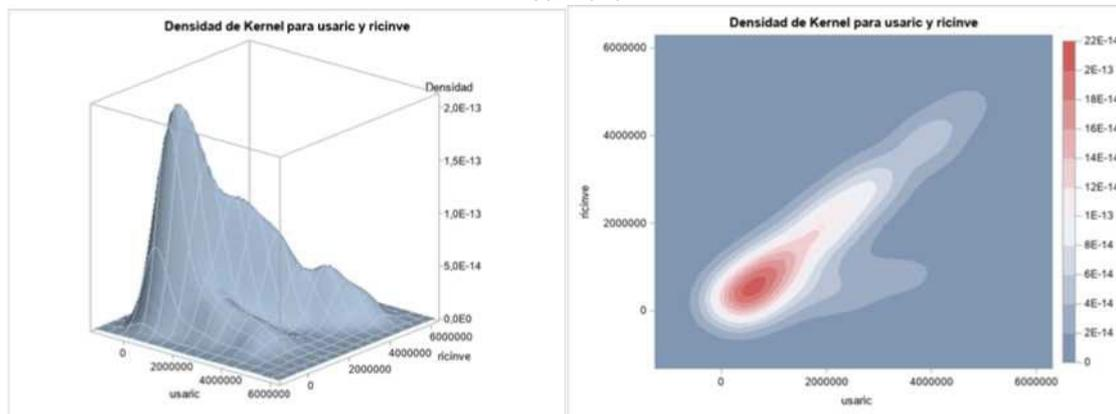 Densidad de Kernel para usaric y ricinve
Densidad
2,0E-13
1,5E-13
1,0E-13
5,0E-14
0,0E0
6000000
4000000
2000000
0
ricinve
0
2000000
4000000
6000000
usaric
Densidad de Kernel para usaric y ricinve
6000000
4000000
2000000
0
ricinve
0
2000000
4000000
6000000
usaric
22E-14
2E-13
18E-14
16E-14
14E-14
12E-14
1E-13
8E-14
6E-14
4E-14
2E-14
0